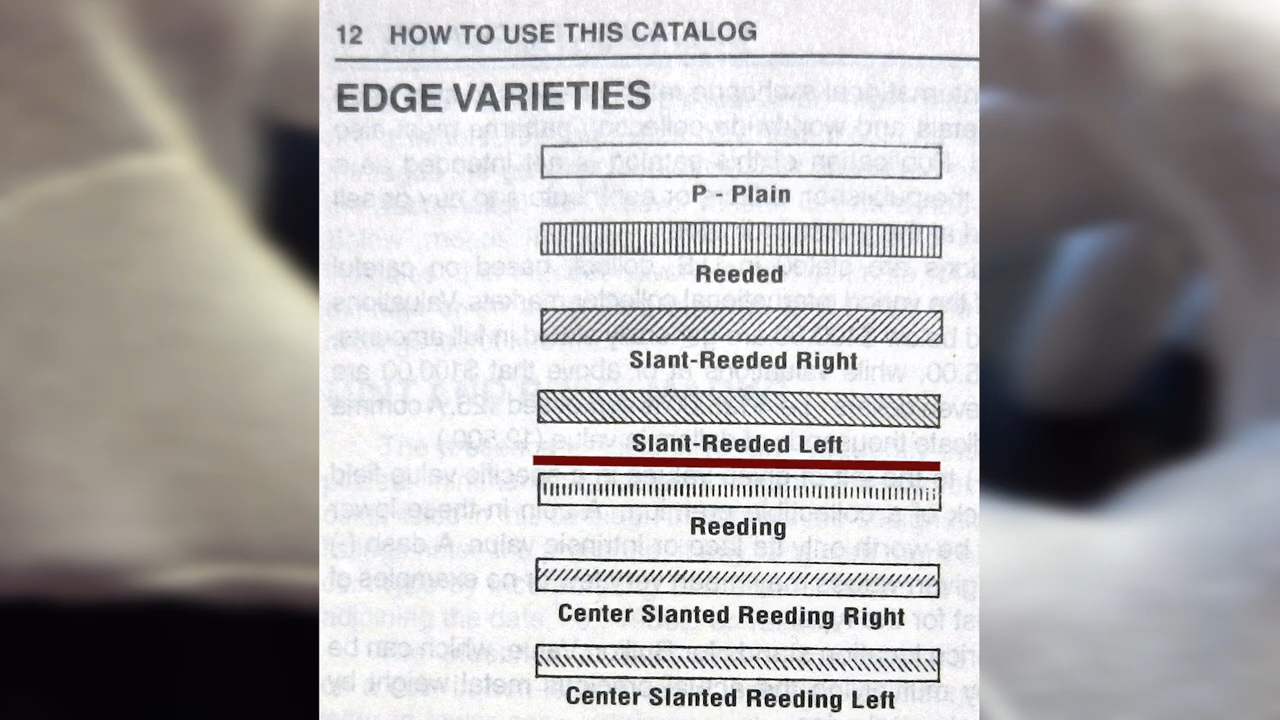 12 HOW TO USE THIS CATALOG
EDGE VARIETIES
P - Plain
Reeded
Slant-Reeded Right
Slant-Reeded Left
Reeding
Center Slanted Reeding Right
Center Slanted Reeding Left